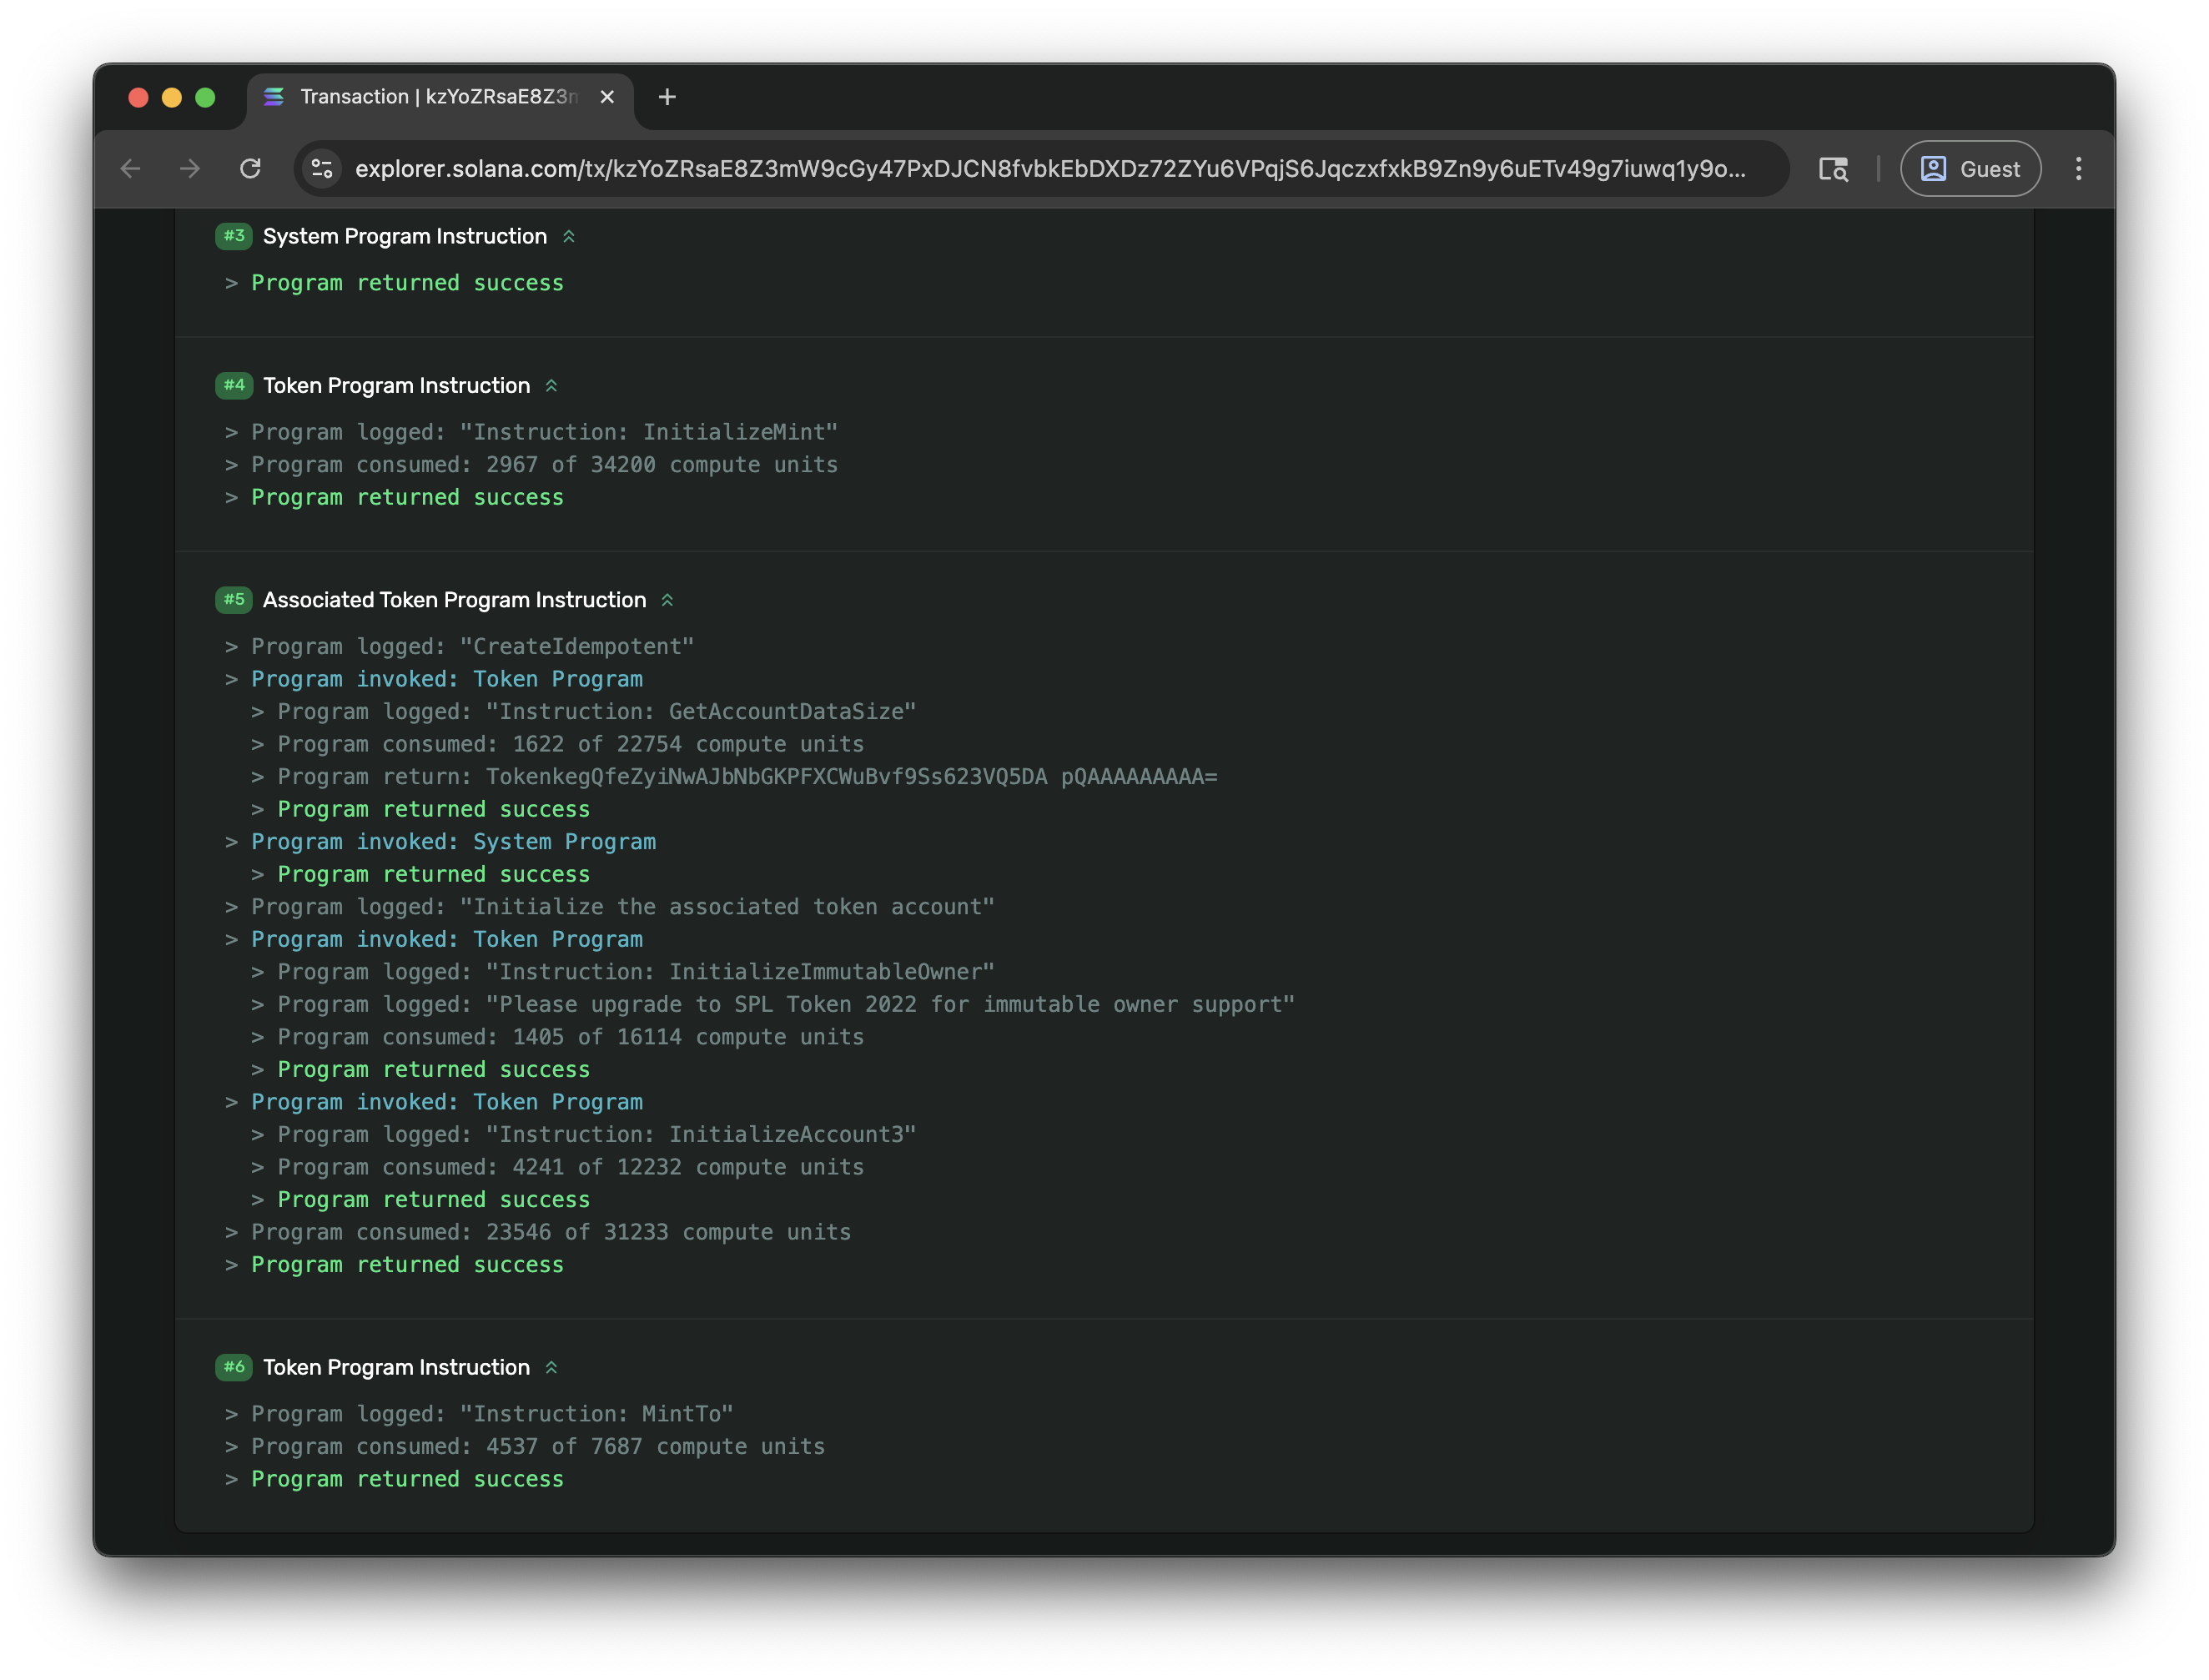 Transaction | kzYoZRsaE8Z3m
explorer.solana.com/tx/kzYoZRsaE8Z3mW9cGy47PxDJCN8fvbkEbDXDz72ZYu6VPqjS6JqczxfxkB9Zn9y6uETv49g7iuwq1y9o...
Guest
#3 System Program Instruction
> Program returned success
#4 Token Program Instruction
> Program logged: "Instruction: InitializeMint"
> Program consumed: 2967 of 34200 compute units
> Program returned success
#5 Associated Token Program Instruction
> Program logged: "CreateIdempotent"
> Program invoked: Token Program
> Program logged: "Instruction: GetAccountDataSize"
> Program consumed: 1622 of 22754 compute units
> Program return: TokenkegQfeZyiNwAJbNbGKPFXCWuBvf9Ss623VQ5DA pQAAAAAAAAA=
> Program returned success
> Program invoked: System Program
> Program returned success
> Program logged: "Initialize the associated token account"
> Program invoked: Token Program
> Program logged: "Instruction: InitializeImmutableOwner"
> Program logged: "Please upgrade to SPL Token 2022 for immutable owner support"
> Program consumed: 1405 of 16114 compute units
> Program returned success
> Program invoked: Token Program
> Program logged: "Instruction: InitializeAccount3"
> Program consumed: 4241 of 12232 compute units
> Program returned success
> Program consumed: 23546 of 31233 compute units
> Program returned success
#6 Token Program Instruction
> Program logged: "Instruction: MintTo"
> Program consumed: 4537 of 7687 compute units
> Program returned success